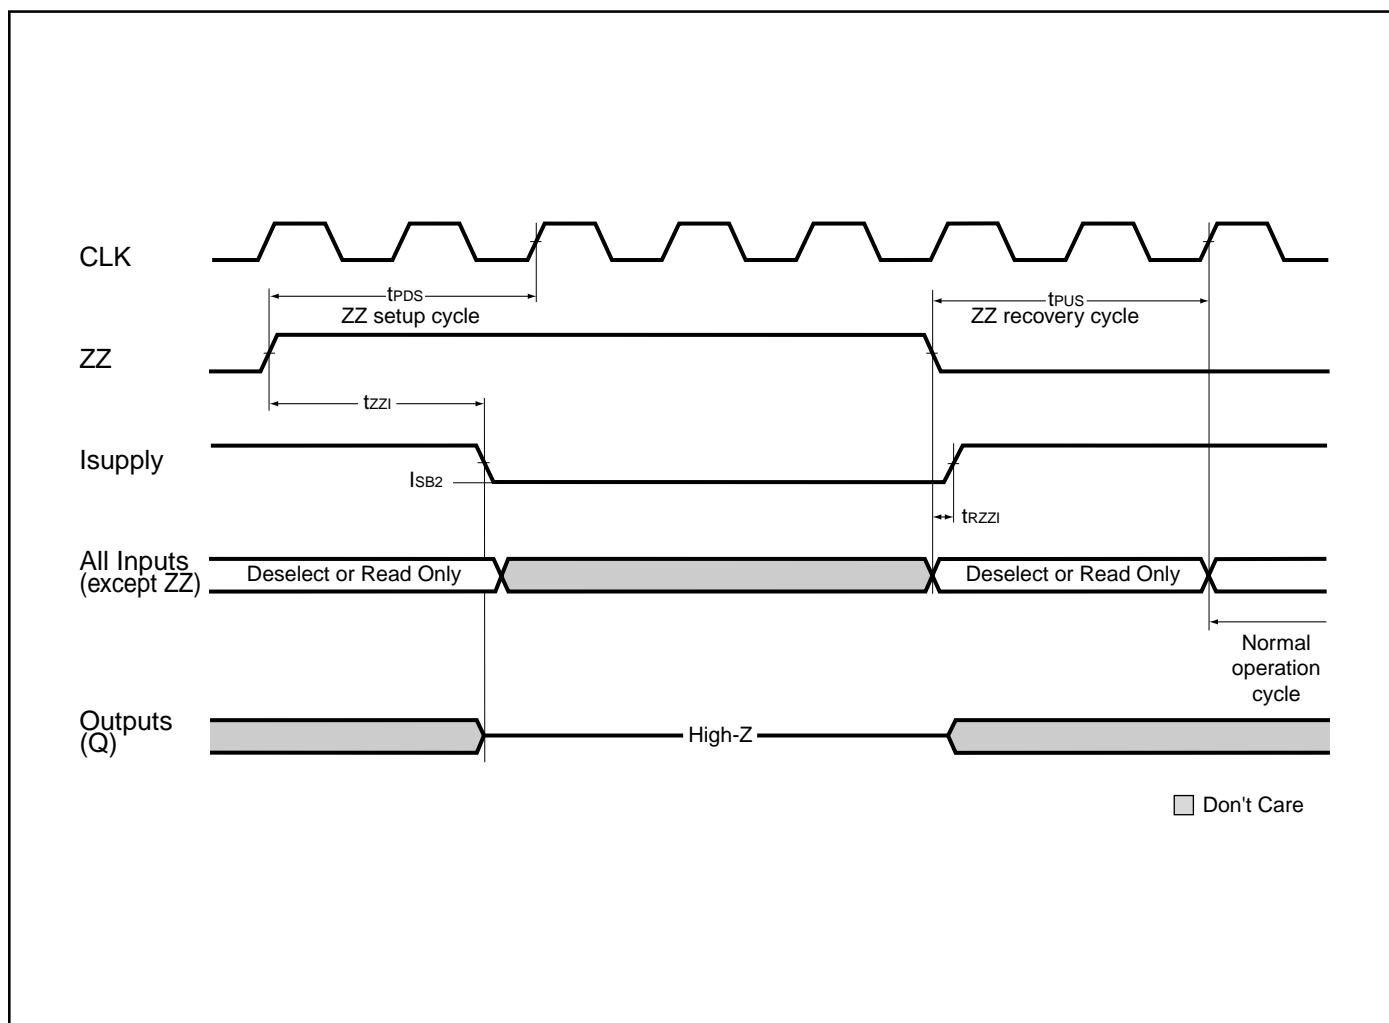 CLK
tPDS
ZZ setup cycle
tPUS
ZZ recovery cycle
ZZ
tZZI
Isupply
ISB2
tRZZI
All Inputs
(except ZZ)
Deselect or Read Only
Deselect or Read Only
Normal
operation
cycle
Outputs
(Q)
High-Z
Don't Care